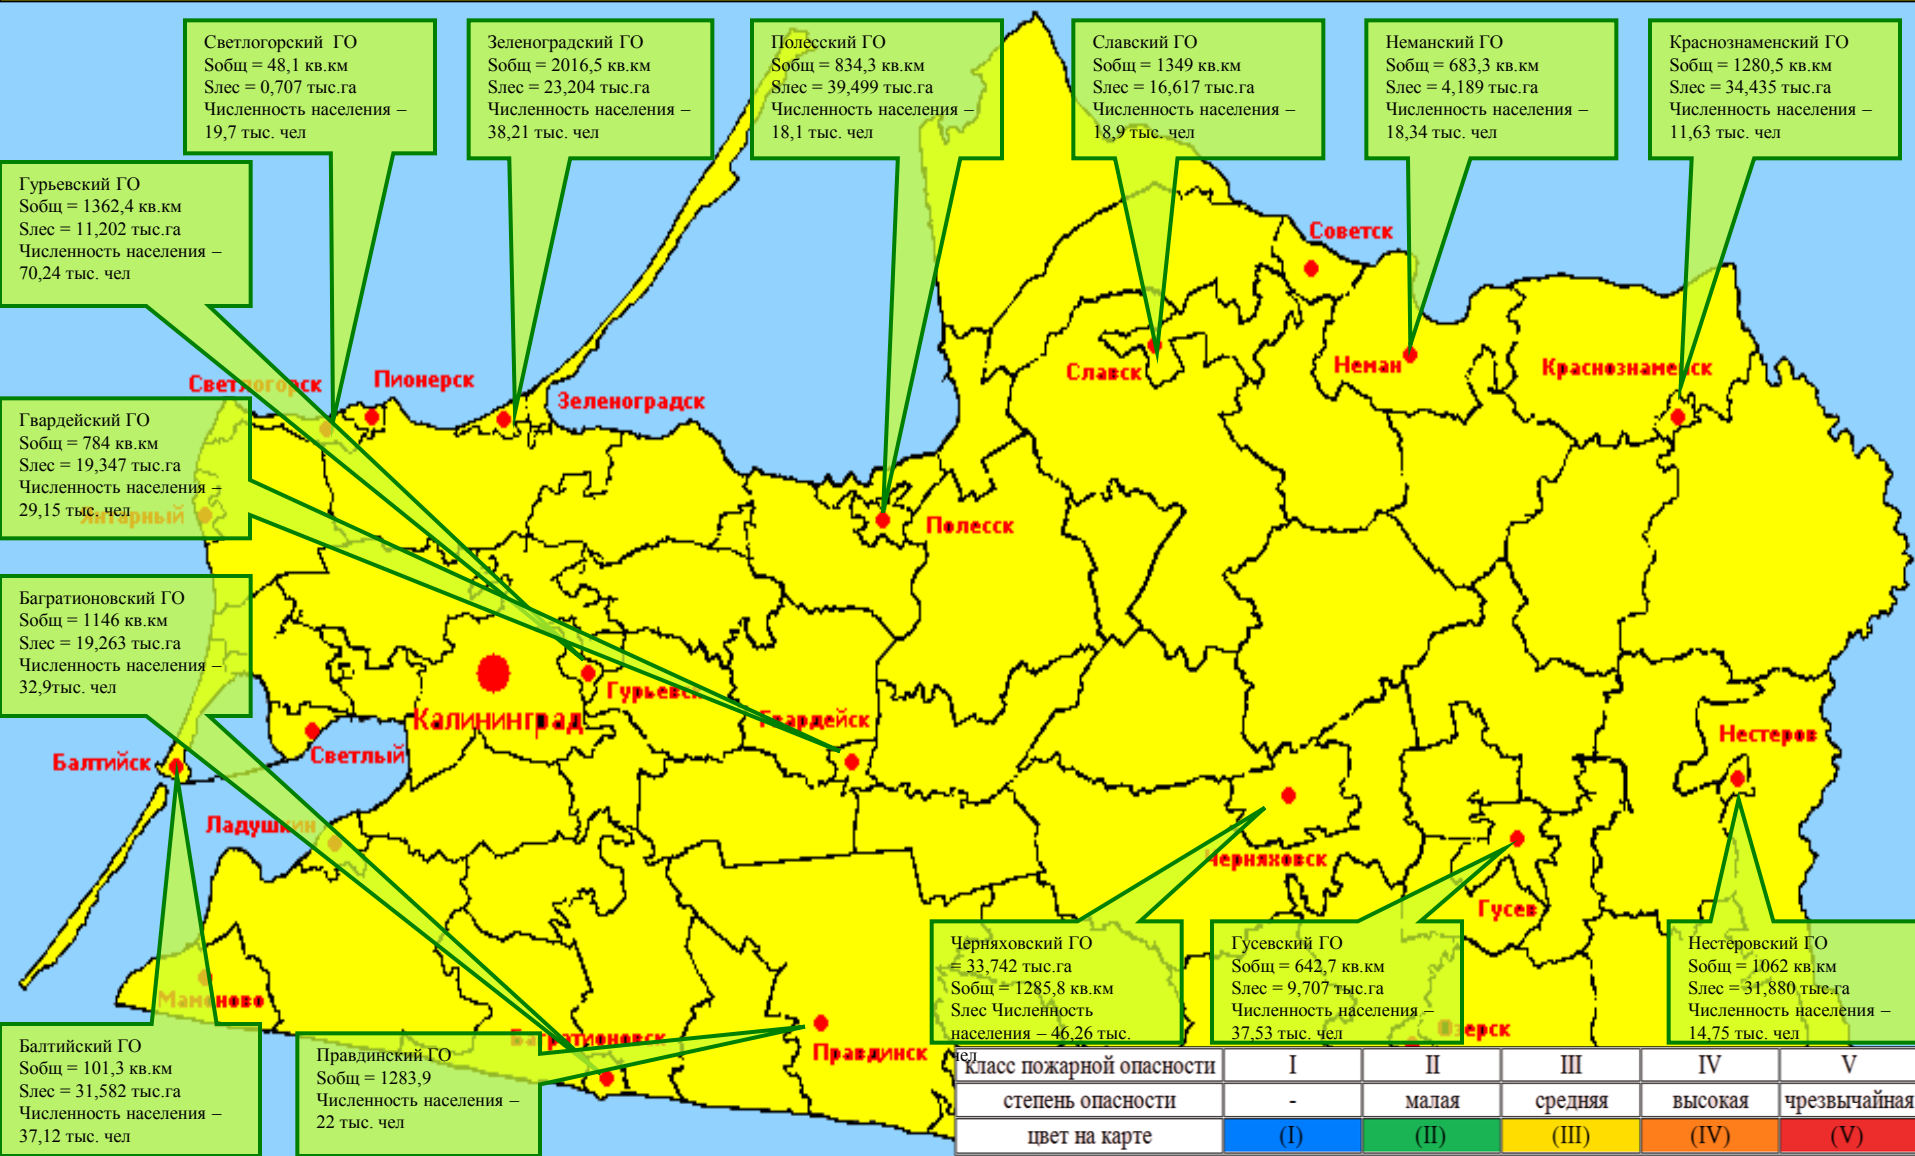 Светлогорский ГО
Sобщ = 48,1 кв.км
Sлес = 0,707 тыс.га
Численность населения –
19,7 тыс. чел
Зеленоградский ГО
Sобщ = 2016,5 кв.км
Sлес = 23,204 тыс.га
Численность населения –
38,21 тыс. чел
Полесский ГО
Sобщ = 834,3 кв.км
Sлес = 39,499 тыс.га
Численность населения –
18,1 тыс. чел
Славский ГО
Sобщ = 1349 кв.км
Sлес = 16,617 тыс.га
Численность населения –
18,9 тыс. чел
Неманский ГО
Sобщ = 683,3 кв.км
Sлес = 4,189 тыс.га
Численность населения –
18,34 тыс. чел
Краснознаменский ГО
Sобщ = 1280,5 кв.км
Sлес = 34,435 тыс.га
Численность населения –
11,63 тыс. чел
Гурьевский ГО
Sобщ = 1362,4 кв.км
Sлес = 11,202 тыс.га
Численность населения –
70,24 тыс. чел
Советск
Славск
Неман
Краснознаменск
Светлогорск
Пионерск
Зеленоградск
Гвардейский ГО
Sобщ = 784 кв.км
Sлес = 19,347 тыс.га
Численность населения –
29,15 тыс. чел
Янтарный
Полесск
Багратионовский ГО
Sобщ = 1146 кв.км
Sлес = 19,263 тыс.га
Численность населения –
32,9тыс. чел
Гурьевск
Калининград
Гвардейск
Нестеров
Балтийск
Светлый
Ладушкин
Черняховск
Гусев
Мамоново
Багратионовск
Правдинск
Озерск
Черняховский ГО
= 33,742 тыс.га
Sобщ = 1285,8 кв.км
Sлес Численность
населения – 46,26 тыс.
чел
Гусевский ГО
Sобщ = 642,7 кв.км
Sлес = 9,707 тыс.га
Численность населения –
37,53 тыс. чел
Нестеровский ГО
Sобщ = 1062 кв.км
Sлес = 31,880 тыс.га
Численность населения –
14,75 тыс. чел
Балтийский ГО
Sобщ = 101,3 кв.км
Sлес = 31,582 тыс.га
Численность населения –
37,12 тыс. чел
Правдинский ГО
Sобщ = 1283,9
Численность населения –
22 тыс. чел
класс пожарной опасности I II III IV V
степень опасности - малая средняя высокая чрезвычайная
цвет на карте (I) (II) (III) (IV) (V)